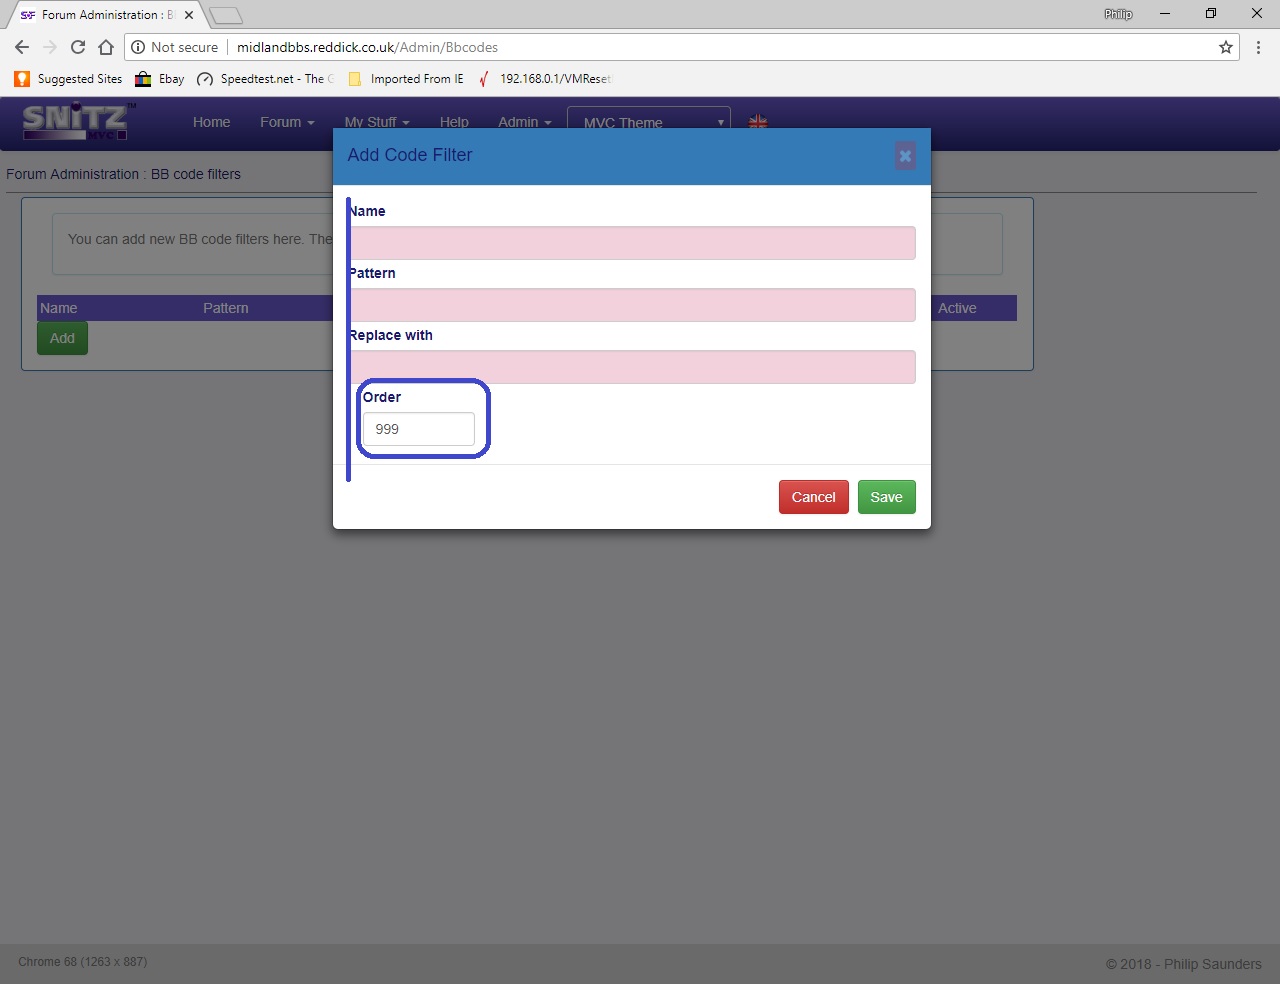 Forum Administration : B
Philip
Not secure
midlandbbs.reddick.co.uk/Admin/Bbcodes
Suggested Sites Ebay Speedtest.net - The Imported From IE 192.168.0.1/VMReset
SNiTZ™
MVC
Home Forum My Stuff Help Admin MVC Theme
Add Code Filter
Forum Administration : BB code filters
You can add new BB code filters here. The
Name Pattern Active
Add
Name
Pattern
Replace with
Order
999
Cancel Save
Chrome 68 (1263 x 887)
© 2018 - Philip Saunders